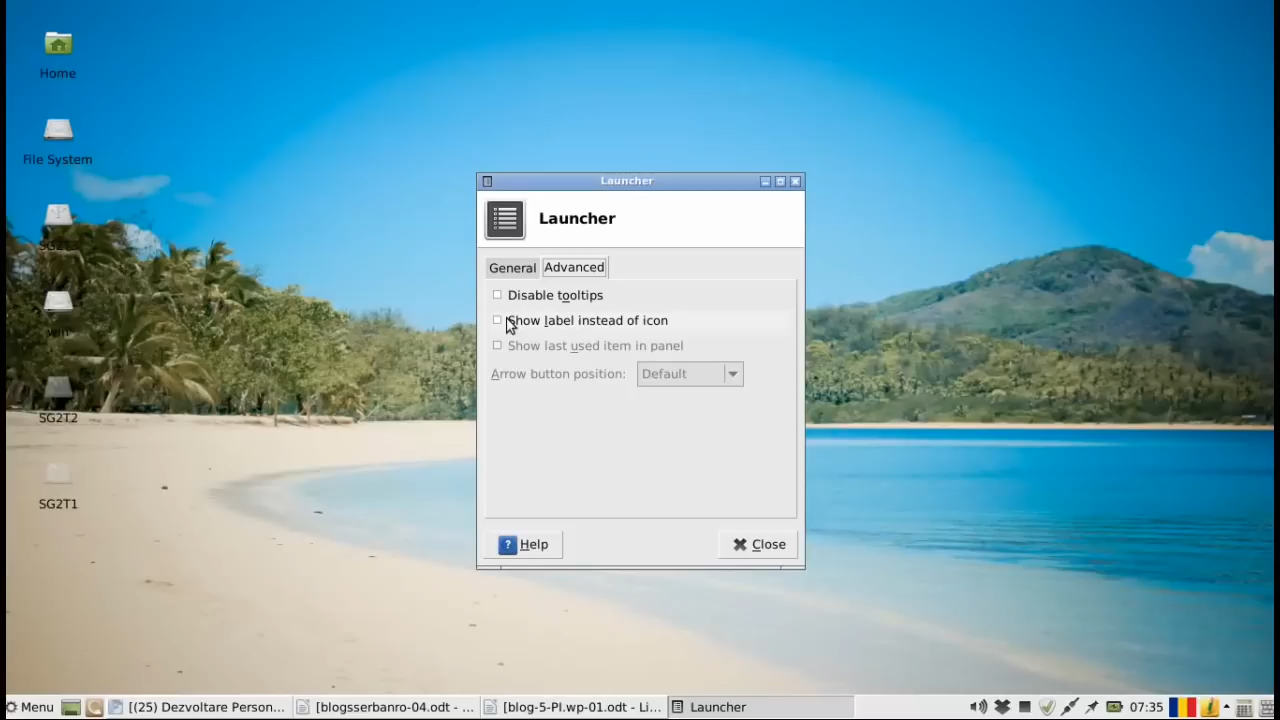 Home
File System
SG2T3
win
SG2T2
SG2T1
Launcher
Launcher
General
Advanced
Disable tooltips
Show label instead of icon
Show last used item in panel
Arrow button position:
Default
Help
Close
Menu
[(25) Dezvoltare Person...
[blogsserbanro-04.odt - ...
[blog-5-PI.wp-01.odt - Li...
Launcher
07:35